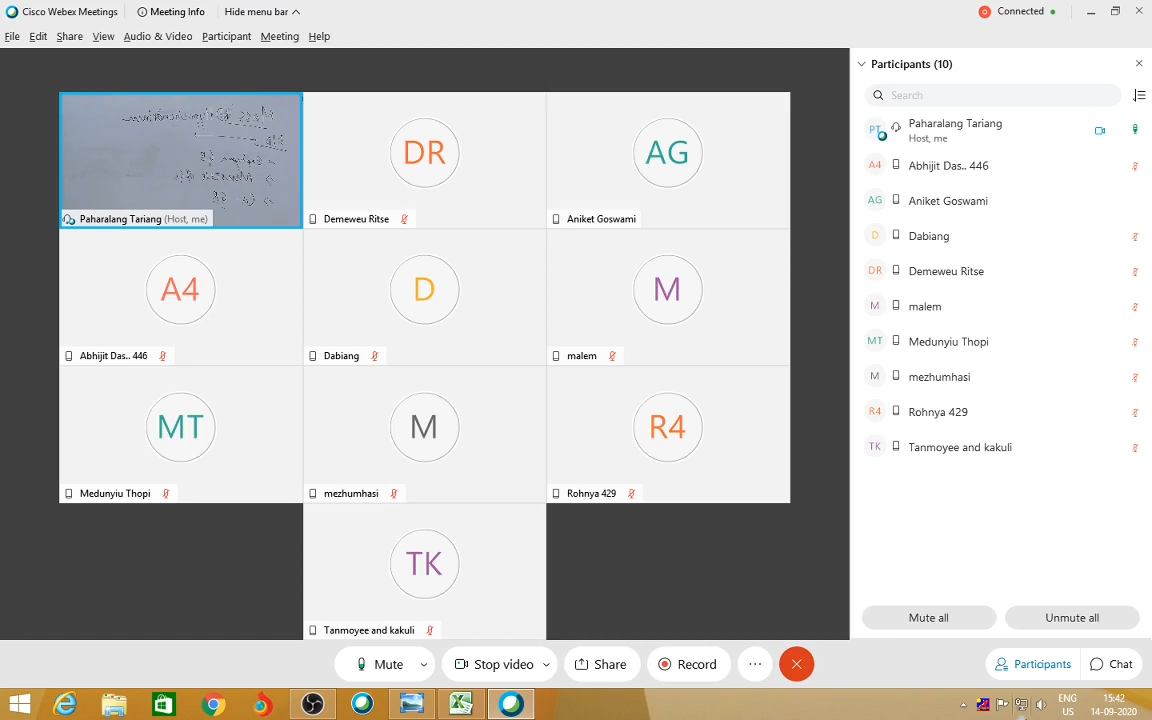 Cisco Webex Meetings
Meeting Info
Hide menu bar
Connected
File Edit Share View Audio & Video Participant Meeting Help
Paharalang Tariang (Host, me)
DR
Demeweu Ritse
AG
Aniket Goswami
A4
Abhijit Das.. 446
D
Dabiang
M
malem
MT
Medunyiu Thopi
M
mezhumhasi
R4
Rohnya 429
TK
Tanmoyee and kakuli
Participants (10)
Search
PT Paharalang Tariang
Host, me
A4 Abhijit Das.. 446
AG Aniket Goswami
D Dabiang
DR Demeweu Ritse
M malem
MT Medunyiu Thopi
M mezhumhasi
R4 Rohnya 429
TK Tanmoyee and kakuli
Mute all Unmute all
Mute Stop video Share Record Participants Chat
ENG 15:42
US 14-09-2020